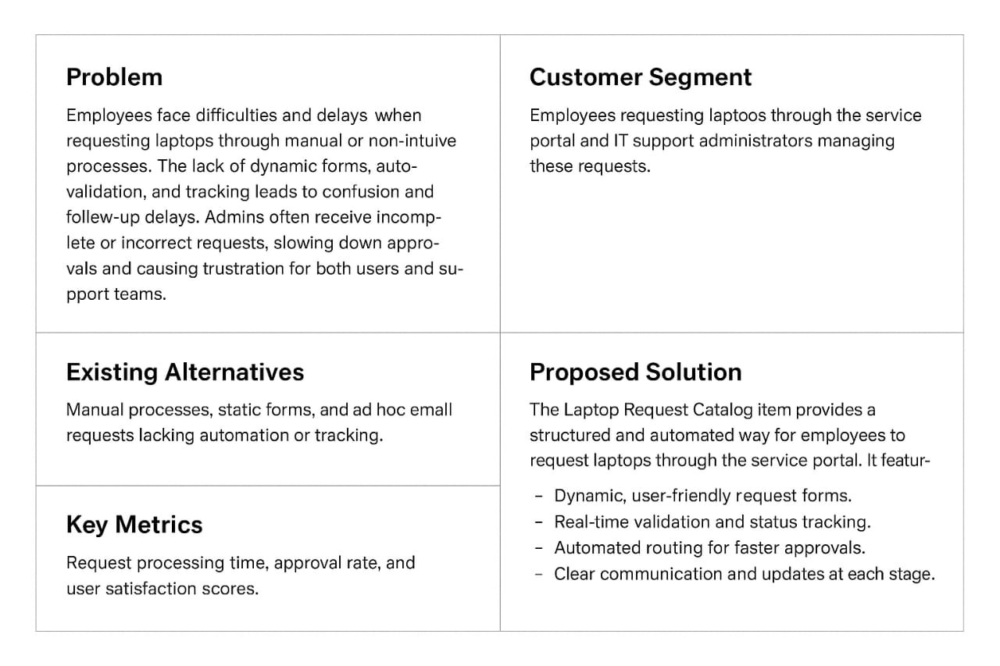 Problem
Employees face difficulties and delays when
requesting laptops through manual or non-intuive
processes. The lack of dynamic forms, auto-
validation, and tracking leads to confusion and
follew-up delays. Admins often receive incomp-
lete or incorrect requests, slowing down appro-
vals and causing trustration for both users and su-
pport teams.
Customer Segment
Employees requesting laptoos through the service
portal and IT support administrators managing
these requests.
Existing Alternatives
Manual processes, static forms, and ad hoc emall
requests lacking automation or tracking.
Key Metrics
Request processing time, approval rate, and
user satisfaction scores.
Proposed Solution
The Laptop Request Catalog item provides a
structured and automated way for employees to
request laptops through the service portal. It featur-
– Dynamic, user-friendly request forms.
– Real-time validation and status tracking.
– Automated routing for faster approvals.
– Clear communication and updates at each stage.